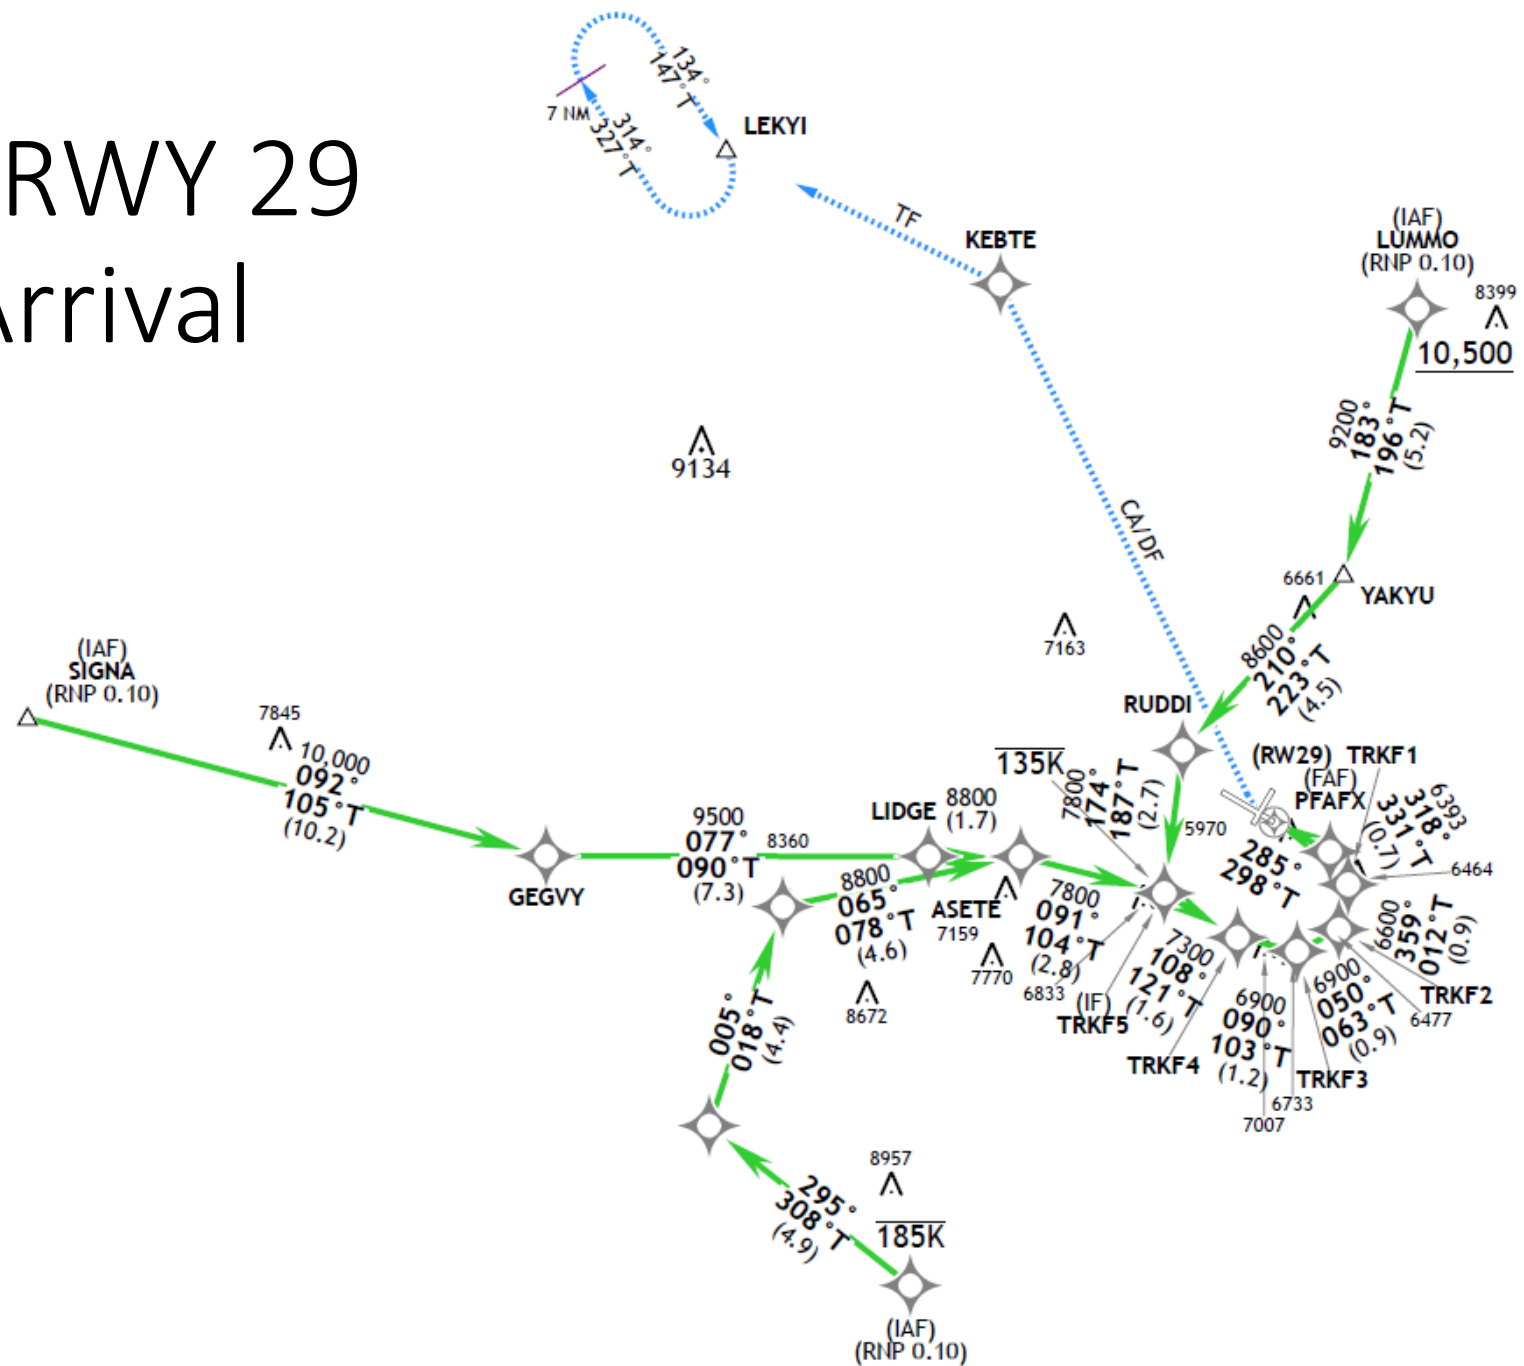 RWY 29
Arrival
134°
147°T
7 NM
314°
327°T
LEKYI
TF
KEBTE
(IAF)
LUMMO
(RNP 0.10)
8399
10,500
9200
183°
196°T
(5.2)
9134
CA/DF
6661
YAKYU
7163
8600
210°
223°T
(4.5)
(IAF)
SIGNA
(RNP 0.10)
7845
10,000
092°
105°T
(10.2)
RUDDI
135K
7800
174°
187°T
(2.7)
5970
(RW29)
TRKF1
(FAF)
PFAFX
6393
318°
331°T
(0.7)
6464
285°
298°T
LIDGE
8800
(1.7)
9500
077°
090°T
(7.3)
8360
GEGVY
8800
065°
078°T
(4.6)
ASETE
7159
7770
8672
7800
091°
104°T
(2.8)
6833
(IF)
TRKF5
7300
108°
121°T
(1.6)
TRKF4
6900
090°
103°T
(1.2)
7007
6733
TRKF3
6900
050°
063°T
(0.9)
6477
TRKF2
6600
359°
012°T
(0.9)
005°
018°T
(4.4)
8957
295°
308°T
(4.9)
185K
(IAF)
(RNP 0.10)